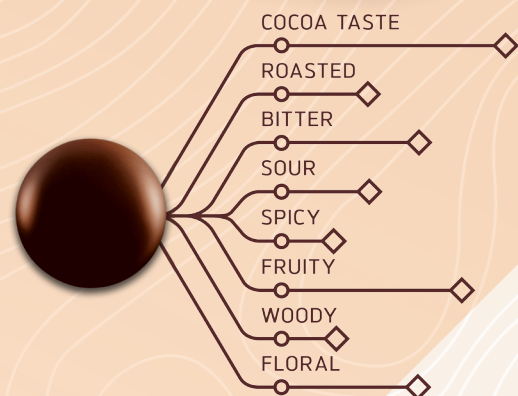 COCOA TASTE
ROASTED
BITTER
SOUR
SPICY
FRUITY
WOODY
FLORAL